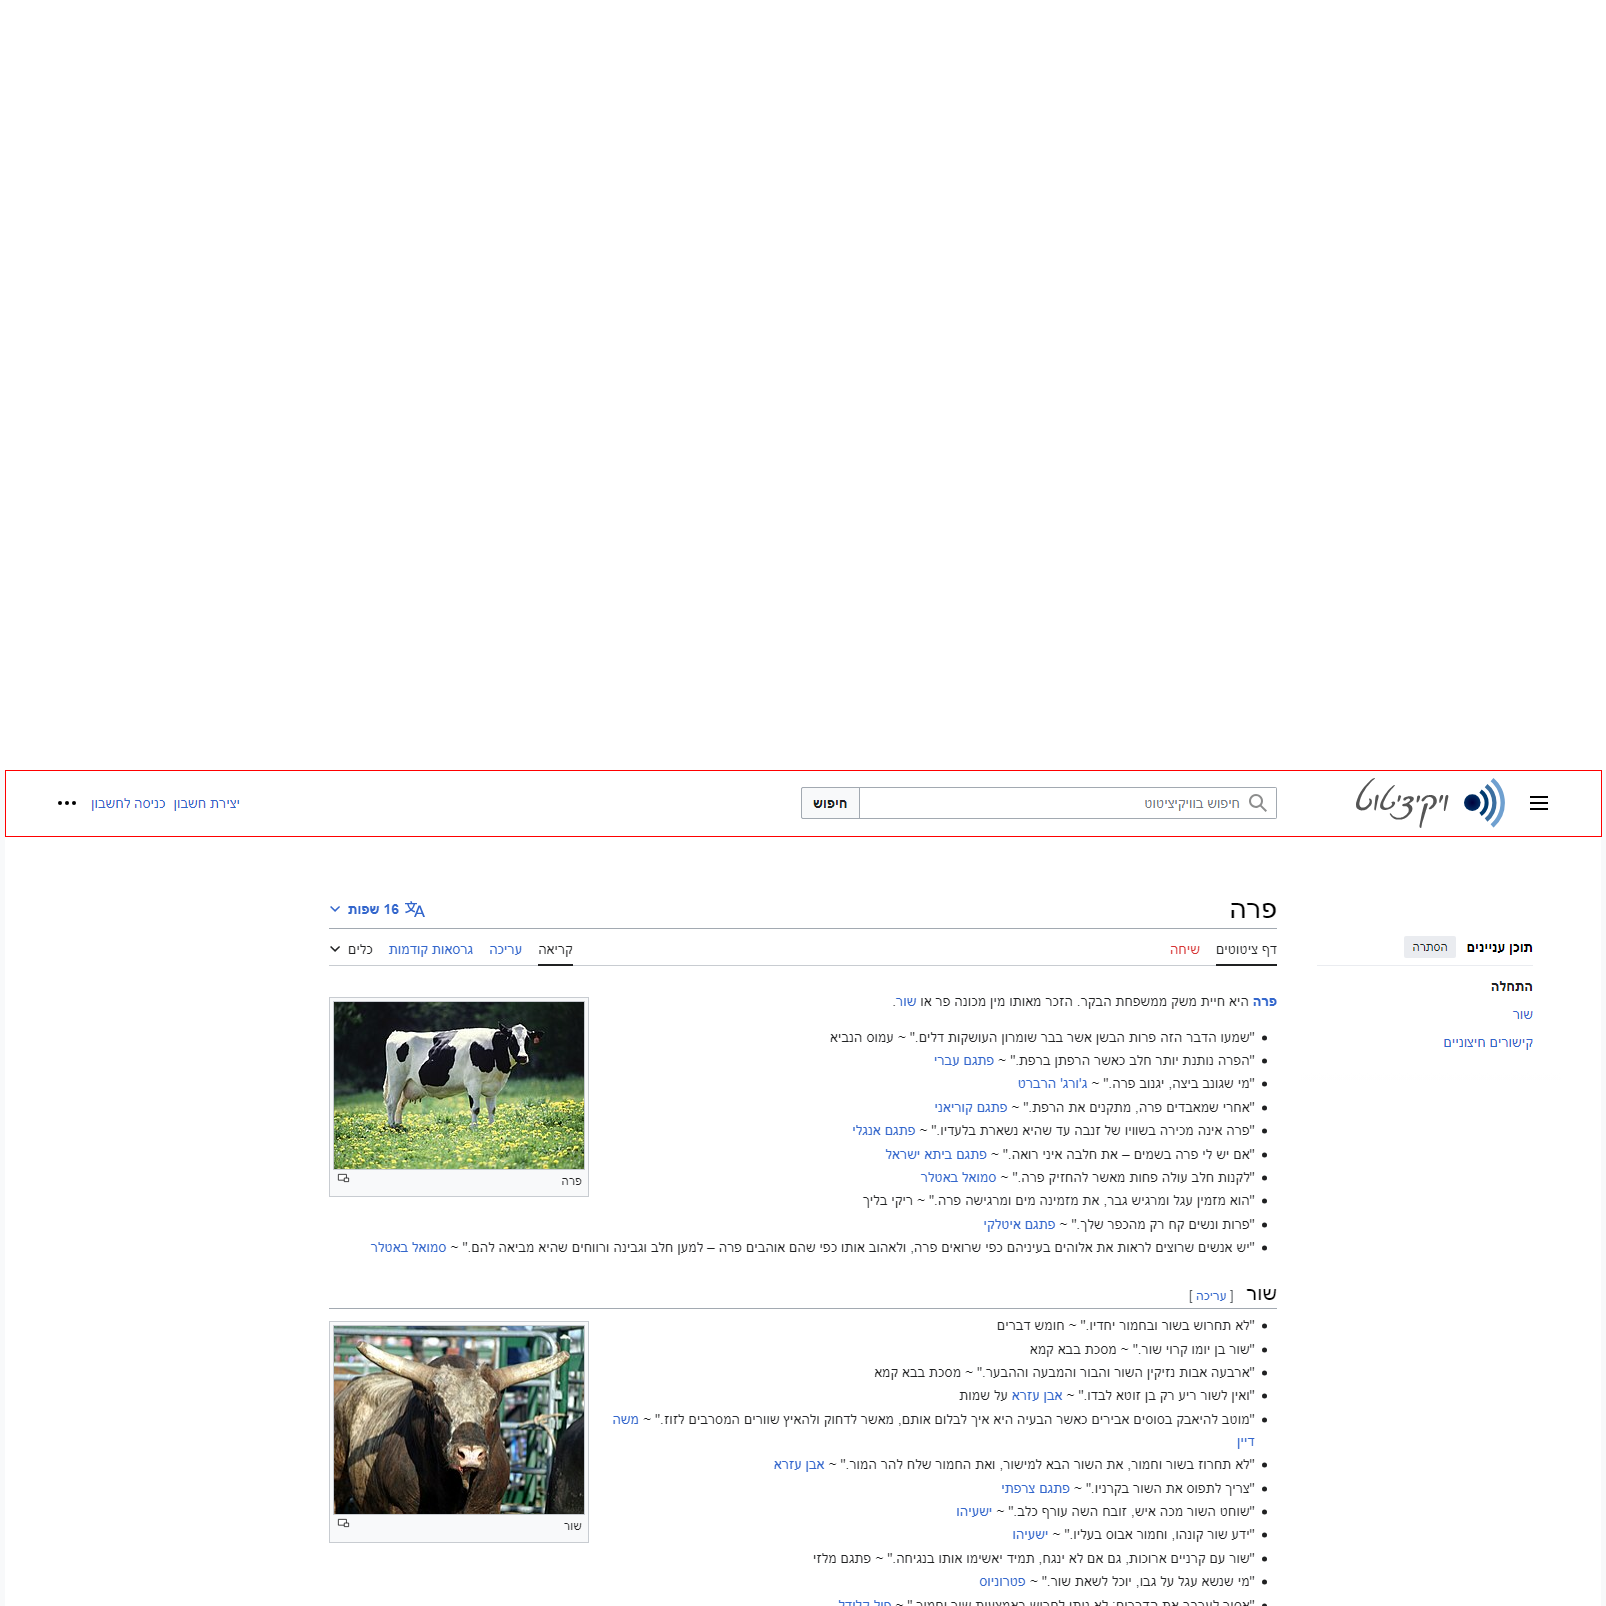 ויקיציטוט
חיפוש בוויקיציטוט
חיפוש
יצירת חשבון
כניסה לחשבון
פרה
16 שפות
דף ציטוטים
שיחה
קריאה
עריכה
גרסאות קודמות
כלים
תוכן עניינים
הסתרה
התחלה
שור
קישורים חיצוניים
פרה היא חיית משק ממשפחת הבקר. הזכר מאותו מין מכונה פר או שור.
"שמעו הדבר הזה פרות הבשן אשר בבר שומרון העושקות דלים." ~ עמוס הנביא
"הפרה נותנת יותר חלב כאשר הרפתן ברפת." ~ פתגם עברי
"מי שגונב ביצה, יגנוב פרה." ~ ג'ורג' הרברט
"אחרי שמאבדים פרה, מתקנים את הרפת." ~ פתגם קוריאני
"פרה אינה מכירה בשוויו של זנבה עד שהיא נשארת בלעדיו." ~ פתגם אנגלי
"אם יש לי פרה בשמים – את חלבה איני רואה." ~ פתגם ביתא ישראל
"לקנות חלב עולה פחות מאשר להחזיק פרה." ~ סמואל באטלר
"הוא מזמין עגל ומרגיש גבר, את מזמינה מים ומרגישה פרה." ~ ריקי בליך
"פרות ונשים קח רק מהכפר שלך." ~ פתגם איטלקי
"יש אנשים שרוצים לראות את אלוהים בעיניהם כפי שרואים פרה, ולאהוב אותו כפי שהם אוהבים פרה – למען חלב וגבינה ורווחים שהיא מביאה להם." ~ סמואל באטלר
פרה
שור
[ עריכה ]
"לא תחרוש בשור ובחמור יחדיו." ~ חומש דברים
"שור בן יומו קרוי שור." ~ מסכת בבא קמא
"ארבעה אבות נזיקין השור והבור והמבעה וההבער." ~ מסכת בבא קמא
"ואין לשור ריע רק בן זוטא לבדו." ~ אבן עזרא על שמות
"מוטב להיאבק בסוסים אבירים כאשר הבעיה היא איך לבלום אותם, מאשר לדחוק ולהאיץ שוורים המסרבים לזוז." ~ משה
דיין
"לא תחרוז בשור וחמור, את השור הבא למישור, ואת החמור שלח להר המור." ~ אבן עזרא
"צריך לתפוס את השור בקרניו." ~ פתגם צרפתי
"שוחט השור מכה איש, זובח השה עורף כלב." ~ ישעיהו
"ידע שור קונהו, וחמור אבוס בעליו." ~ ישעיהו
"שור עם קרניים ארוכות, גם אם לא ינגח, תמיד יאשימו אותו בנגיחה." ~ פתגם מלזי
"מי שנשא עגל על גבו, יוכל לשאת שור." ~ פטרוניוס
שור